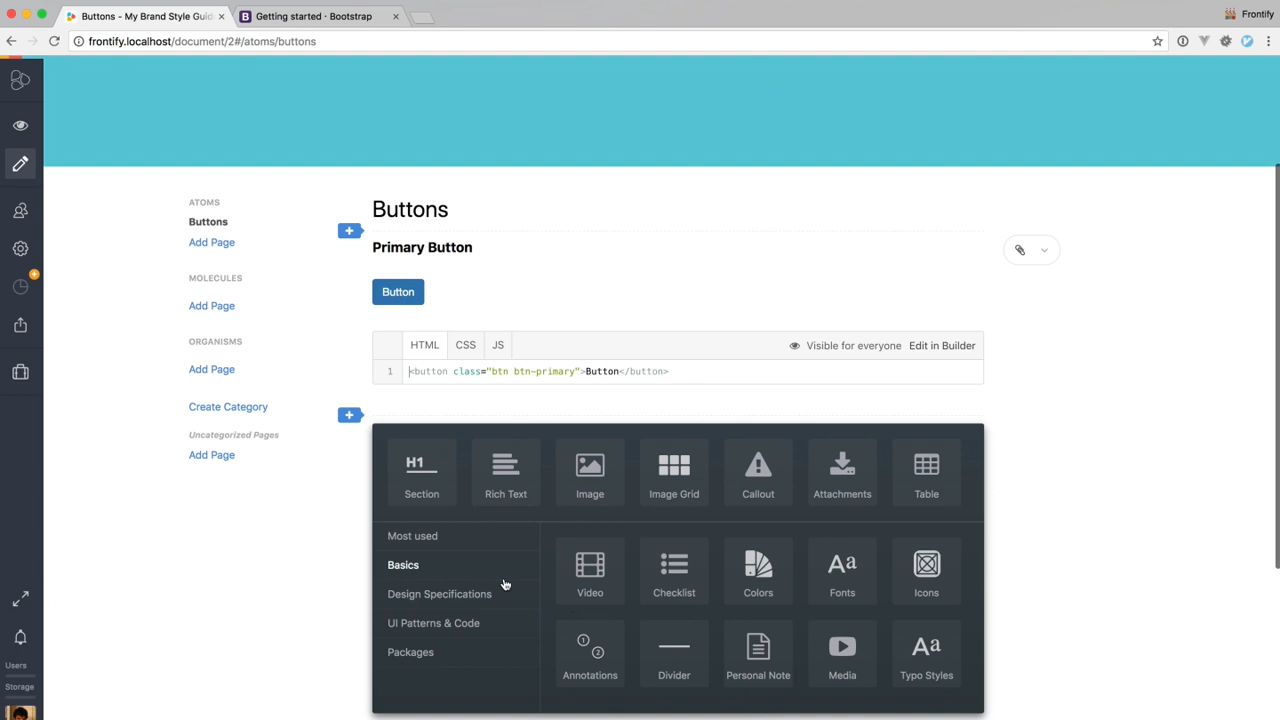 Buttons - My Brand Style Guid
Getting started · Bootstrap
Frontify
frontify.localhost/document/2#/atoms/buttons
ATOMS
Buttons
Add Page
MOLECULES
Add Page
ORGANISMS
Add Page
Create Category
Uncategorized Pages
Add Page
Buttons
Primary Button
Button
HTML CSS JS Visible for everyone Edit in Builder
1 <button class="btn btn-primary">Button</button>
H1
Section Rich Text Image Image Grid Callout Attachments Table
Most used
Basics
Design Specifications
UI Patterns & Code
Packages
Aa
Video Checklist Colors Fonts Icons
1 2 Aa
Annotations Divider Personal Note Media Typo Styles
Users
Storage